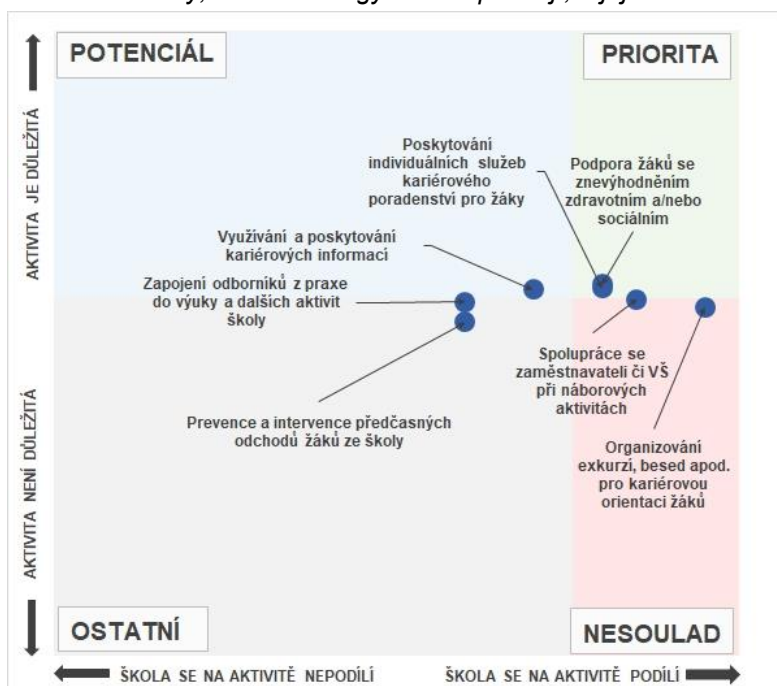 POTENCIÁL
PRIORITA
Poskytování
individuálních služeb
kariérového
poradenství pro žáky
Podpora žáků se
znevýhodněním
zdravotním a/nebo
sociálním
Využívání a poskytování
kariérových informací
Zapojení odborníků z praxe
do výuky a dalších aktivit
školy
Spolupráce se
zaměstnavateli či VŠ
při náborových
aktivitách
Prevence a intervence předčasných
odchodů žáků ze školy
Organizování
exkurzí, besed apod.
pro kariérovou
orientaci žáků
OSTATNÍ
NESOULAD
AKTIVITA JE DŮLEŽITÁ
AKTIVITA NENÍ DŮLEŽITÁ
ŠKOLA SE NA AKTIVITĚ NEPODÍLÍ
ŠKOLA SE NA AKTIVITĚ PODÍLÍ